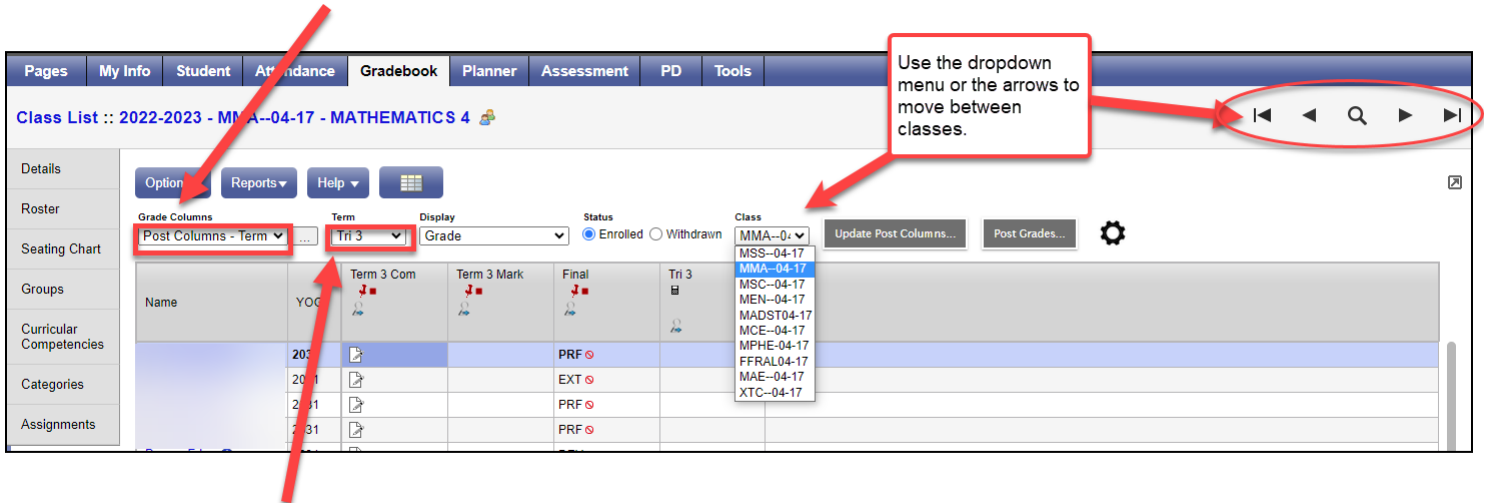 Pages My Info Student Attendance Gradebook Planner Assessment PD Tools
Use the dropdown
menu or the arrows to
move between
classes.
Class List :: 2022-2023 - MMA--04-17 - MATHEMATICS 4
Details
Roster
Seating Chart
Groups
Curricular
Competencies
Categories
Assignments
Options Reports Help
Grade Columns Term Display Status Class
Post Columns - Term ... Tri 3 Grade Enrolled Withdrawn MMA--04 Update Post Columns... Post Grades...
MSS--04-17
MMA--04-17
MSC--04-17
MEN--04-17
MADST04-17
MCE--04-17
MPHE-04-17
FFRAL04-17
MAE--04-17
XTC--04-17
Name YOG Term 3 Com Term 3 Mark Final Tri 3
PRF
EXT
2031 PRF
2031 PRF